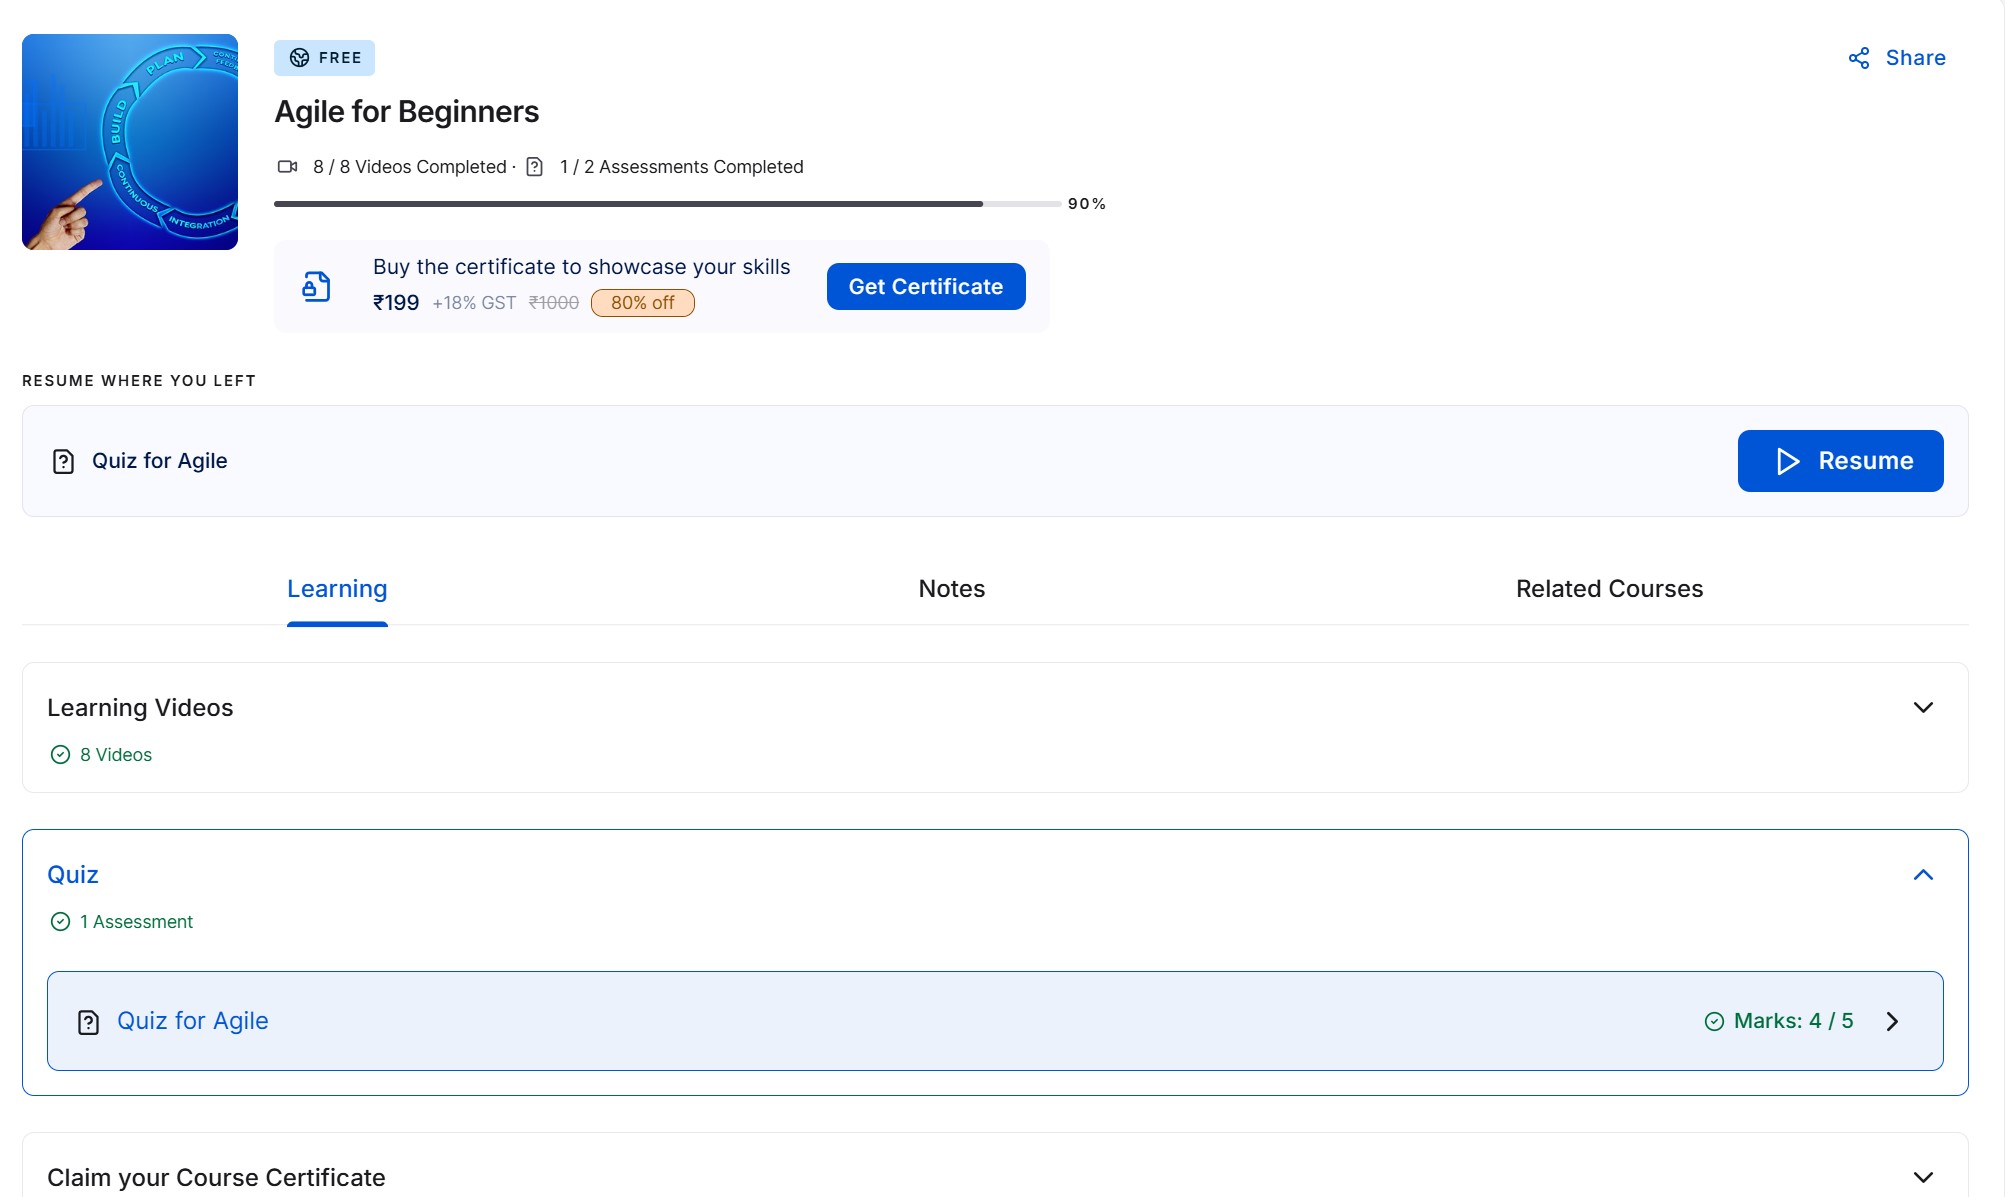 PLAN
BUILD
CONTINUOUS
INTEGRATION
FREE
Share
Agile for Beginners
8 / 8 Videos Completed · 1 / 2 Assessments Completed
90%
Buy the certificate to showcase your skills
₹199 +18% GST ₹1000 80% off
Get Certificate
RESUME WHERE YOU LEFT
Quiz for Agile
Resume
Learning Notes Related Courses
Learning Videos
8 Videos
Quiz
1 Assessment
Quiz for Agile
Marks: 4 / 5
Claim your Course Certificate